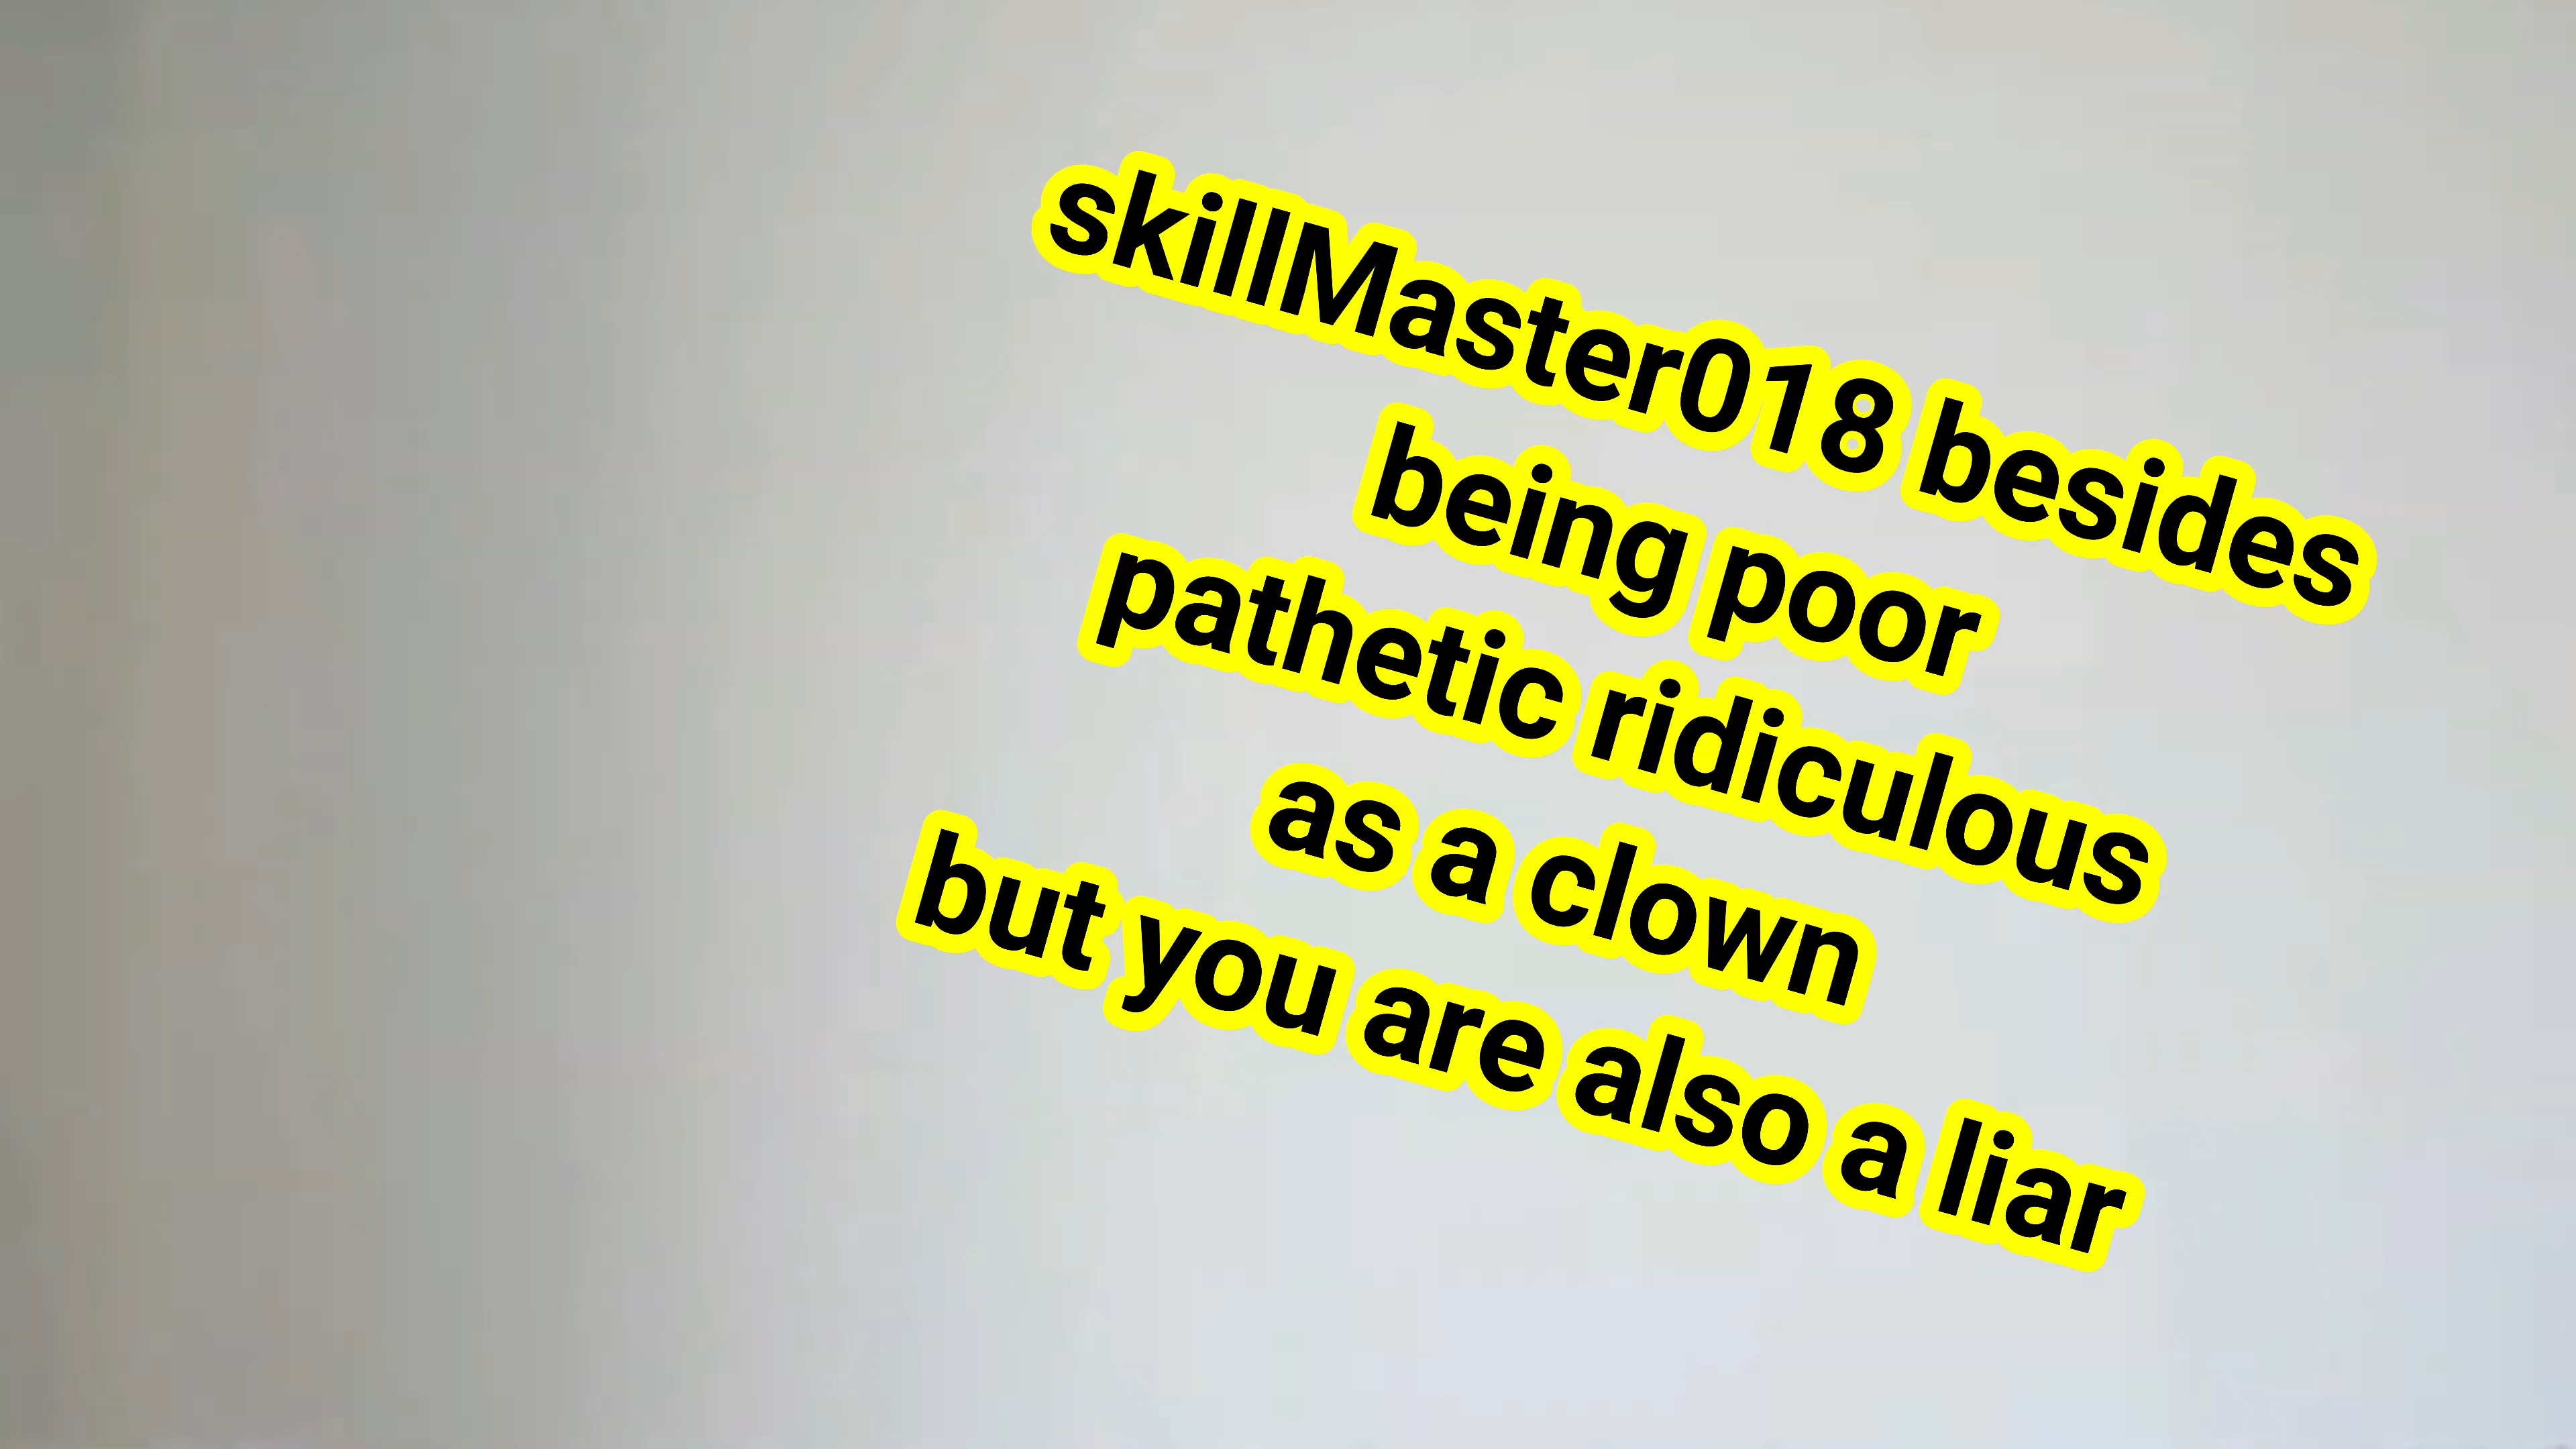 skillMaster018 besides
being poor
pathetic ridiculous
as a clown
but you are also a liar